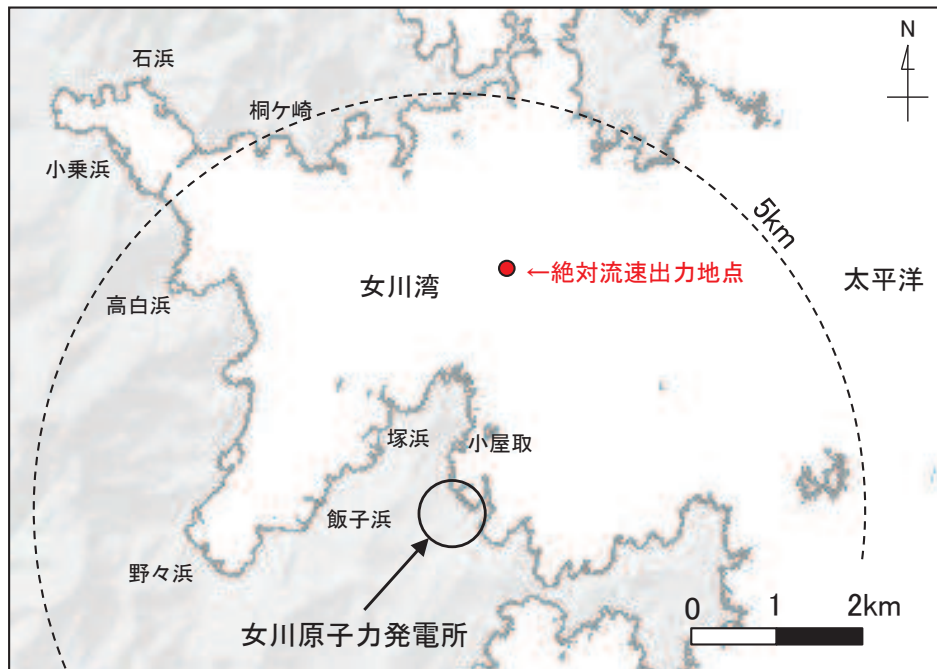 石浜
N
桐ケ崎
小乗浜
5km
←絶対流速出力地点
女川湾
太平洋
高白浜
塚浜
小屋取
飯子浜
野々浜
0 1 2km
女川原子力発電所